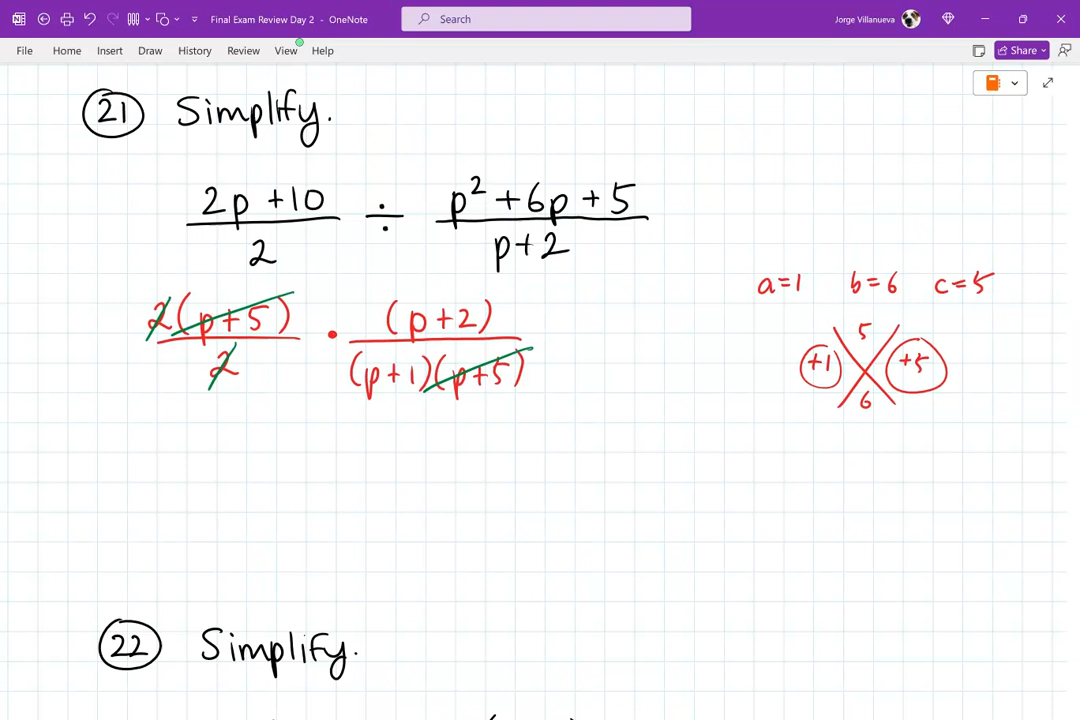 Final Exam Review Day 2 - OneNote
Search
Jorge Villanueva
File Home Insert Draw History Review View Help
Share
21 Simplify.
2p + 10 / 2 ÷ p² + 6p + 5 / p + 2
a = 1 b = 6 c = 5
2(p + 5) / 2 · (p + 2) / (p + 1)(p + 5)
5
+1 +5
6
22 Simplify.